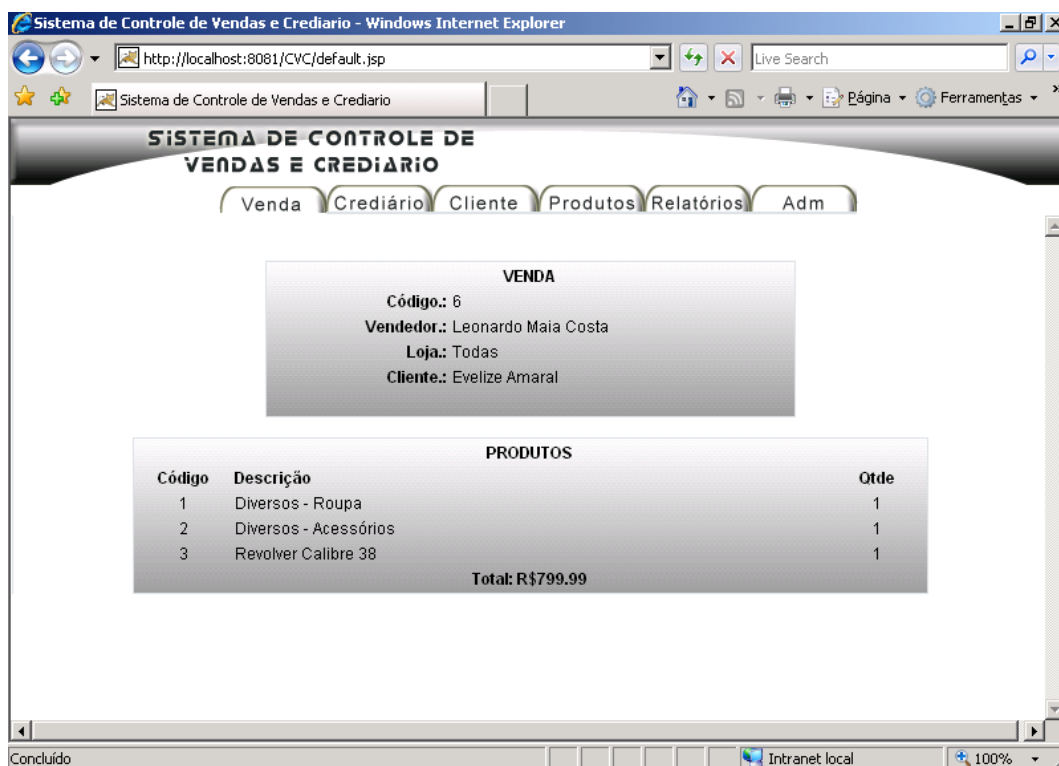 Sistema de Controle de Vendas e Crediario - Windows Internet Explorer
http://localhost:8081/CVC/default.jsp
Live Search
Sistema de Controle de Vendas e Crediario
Página
Ferramentas
SISTEMA DE CONTROLE DE
VENDAS E CREDIARIO
Venda Crediário Cliente Produtos Relatórios Adm
VENDA
Código.: 6
Vendedor.: Leonardo Maia Costa
Loja.: Todas
Cliente.: Evelize Amaral
PRODUTOS
Código Descrição Qtde
1 Diversos - Roupa 1
2 Diversos - Acessórios 1
3 Revolver Calibre 38 1
Total: R$799.99
Concluído
Intranet local
100%